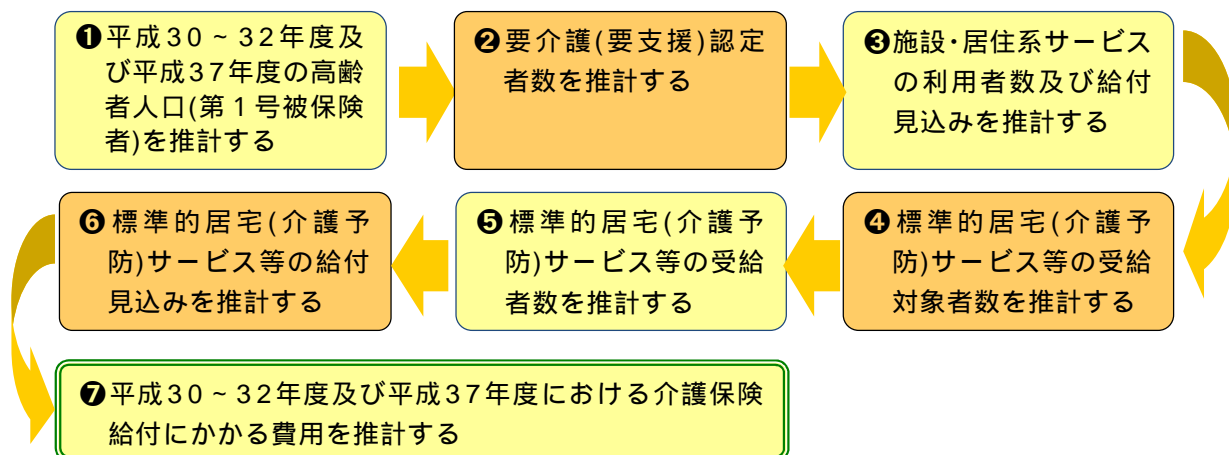 ❶平成30~32年度及
び平成37年度の高齢
者人口(第1号被保険
者)を推計する
❷要介護(要支援)認定
者数を推計する
❸施設・居住系サービス
の利用者数及び給付
見込みを推計する
❹標準的居宅(介護予
防)サービス等の受給
対象者数を推計する
❺標準的居宅(介護予
防)サービス等の受給
者数を推計する
❻標準的居宅(介護予
防)サービス等の給付
見込みを推計する
❼平成30~32年度及び平成37年度における介護保険
給付にかかる費用を推計する